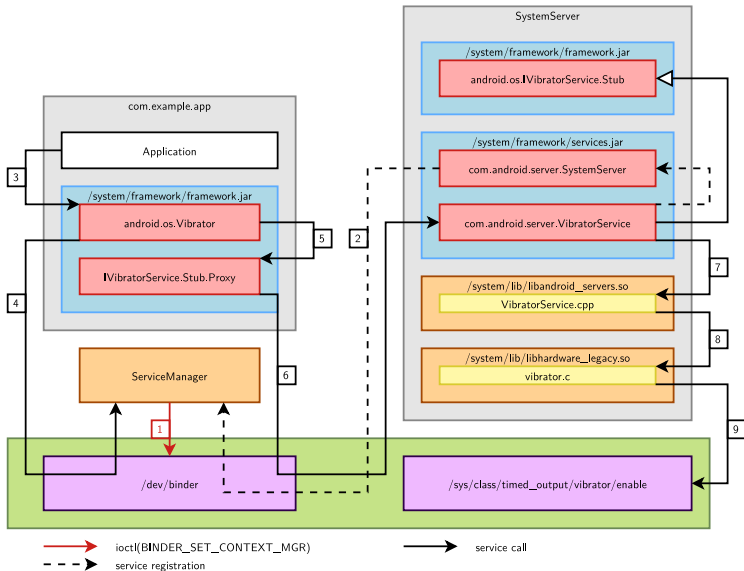 SystemServer
/system/framework/framework.jar
android.os.IVibratorService.Stub
com.example.app
Application
3
/system/framework/services.jar
com.android.server.SystemServer
/system/framework/framework.jar
android.os.Vibrator
5
2
com.android.server.VibratorService
IVibratorService.Stub.Proxy
7
4
/system/lib/libandroid_servers.so
VibratorService.cpp
8
/system/lib/libhardware_legacy.so
vibrator.c
ServiceManager
6
1
9
/dev/binder
/sys/class/timed_output/vibrator/enable
ioctl(BINDER_SET_CONTEXT_MGR)
service call
service registration